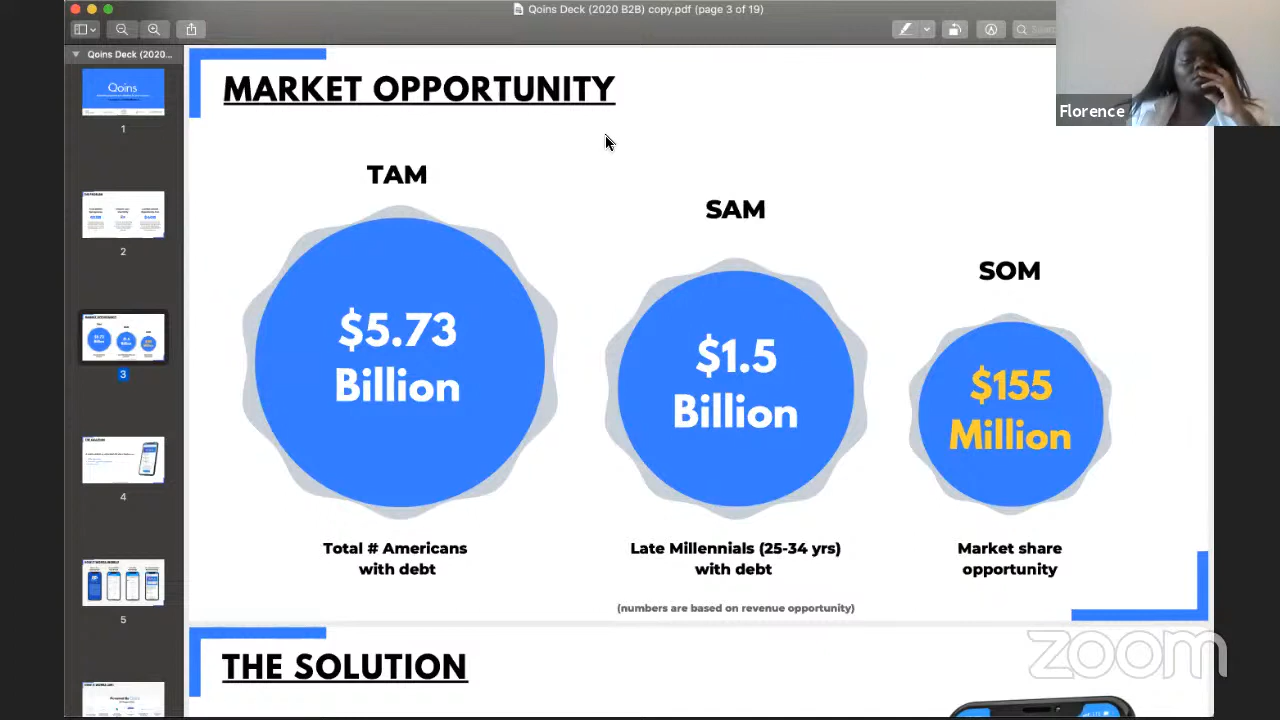 Qoins Deck (2020 B2B) copy.pdf (page 3 of 19)
Qoins Deck (2020...
Florence
Qoins
1
2
3
4
5
MARKET OPPORTUNITY
TAM
SAM
SOM
$5.73
Billion
$1.5
Billion
$155
Million
Total # Americans
with debt
Late Millennials (25-34 yrs)
with debt
Market share
opportunity
(numbers are based on revenue opportunity)
THE SOLUTION
zoom